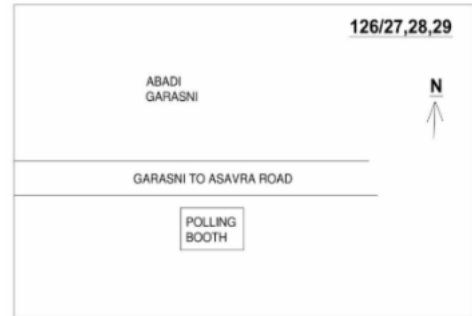 126/27,28,29
ABADI
GARASNI
N
GARASNI TO ASAVRA ROAD
POLLING
BOOTH